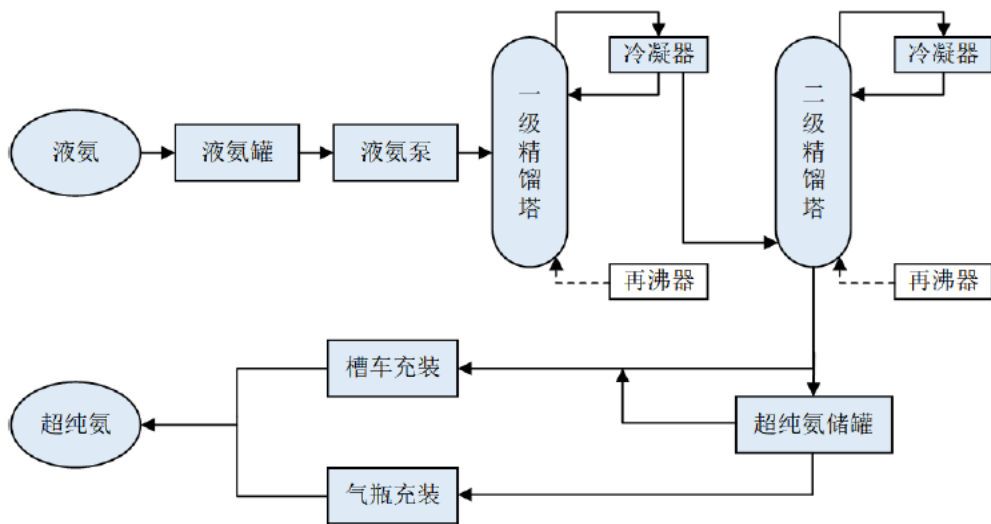 冷凝器
冷凝器
一级精馏塔
二级精馏塔
液氨
液氨罐
液氨泵
再沸器
再沸器
槽车充装
超纯氨
超纯氨储罐
气瓶充装